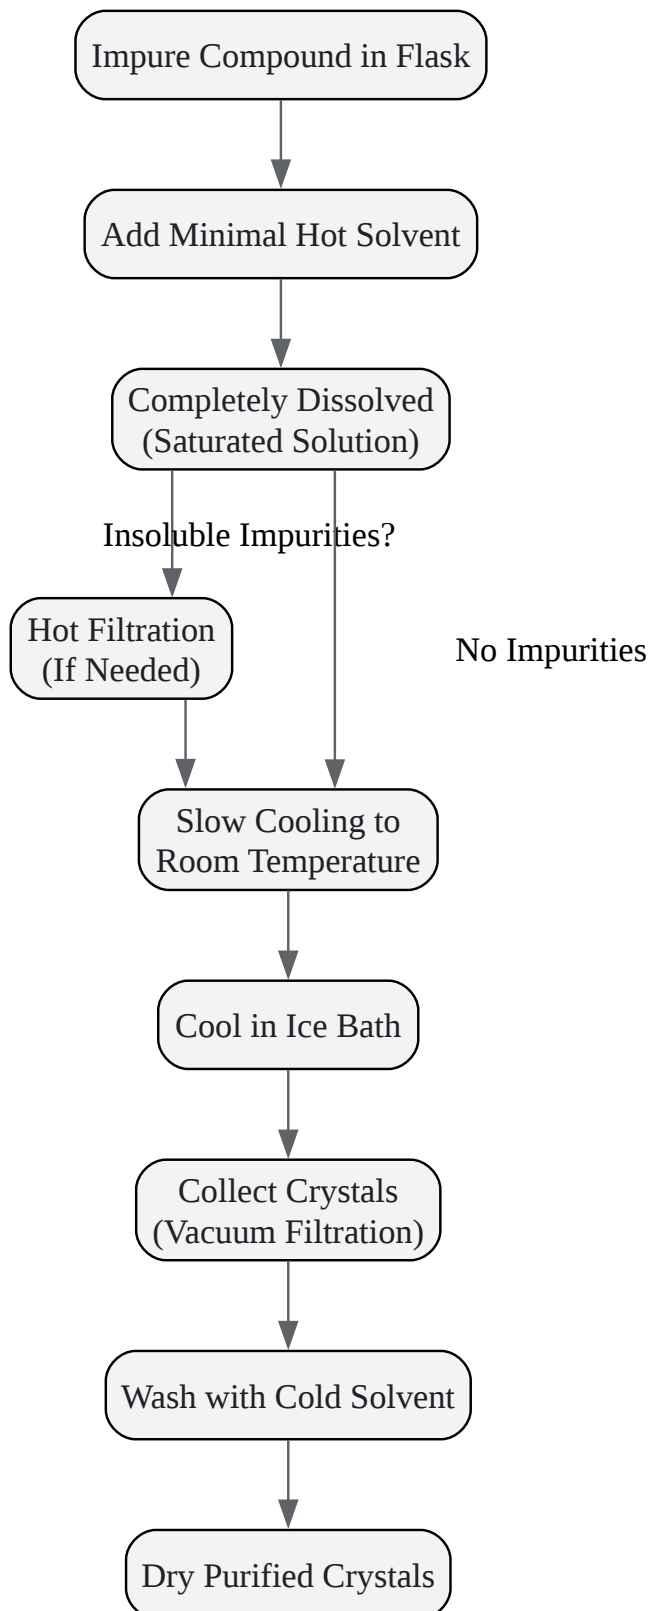 Impure Compound in Flask
Add Minimal Hot Solvent
Completely Dissolved
(Saturated Solution)
Insoluble Impurities?
Hot Filtration
(If Needed)
No Impurities
Slow Cooling to
Room Temperature
Cool in Ice Bath
Collect Crystals
(Vacuum Filtration)
Wash with Cold Solvent
Dry Purified Crystals